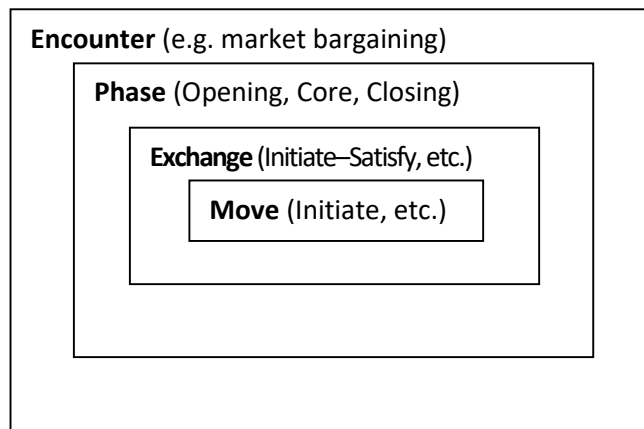 Encounter (e.g. market bargaining)
Phase (Opening, Core, Closing)
Exchange (Initiate–Satisfy, etc.)
Move (Initiate, etc.)